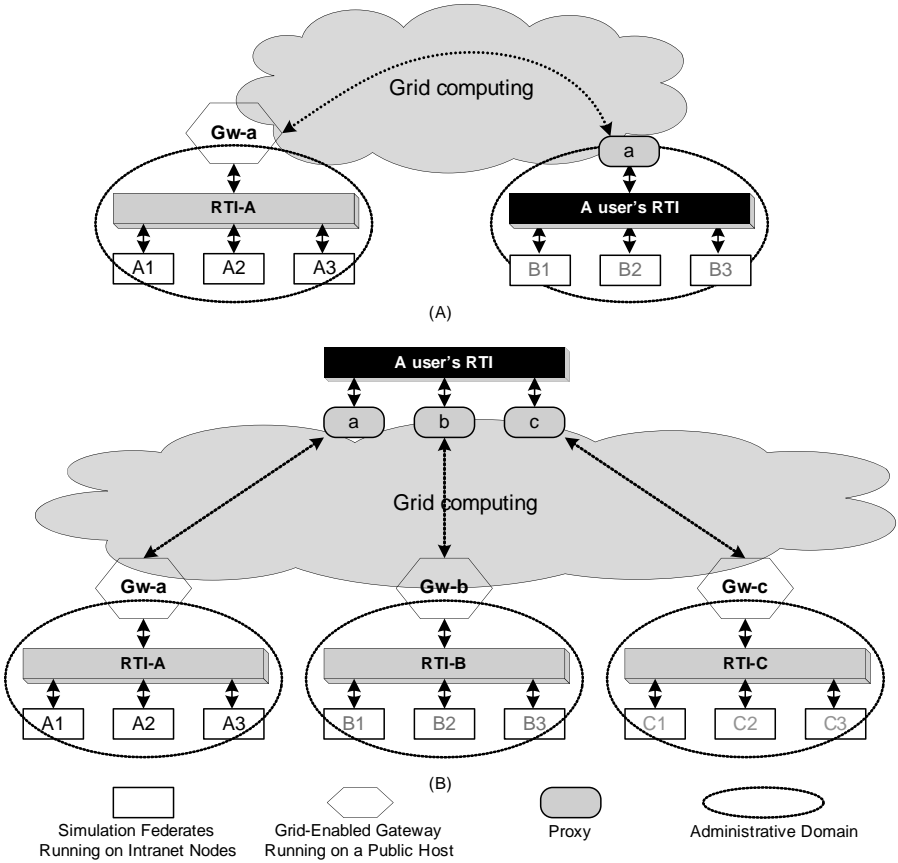 Grid computing
Gw-a
a
RTI-A
A user's RTI
A1 A2 A3
B1 B2 B3
(A)
A user's RTI
a b c
Grid computing
Gw-a Gw-b Gw-c
RTI-A RTI-B RTI-C
A1 A2 A3 B1 B2 B3 C1 C2 C3
(B)
Simulation Federates
Running on Intranet Nodes
Grid-Enabled Gateway
Running on a Public Host
Proxy
Administrative Domain